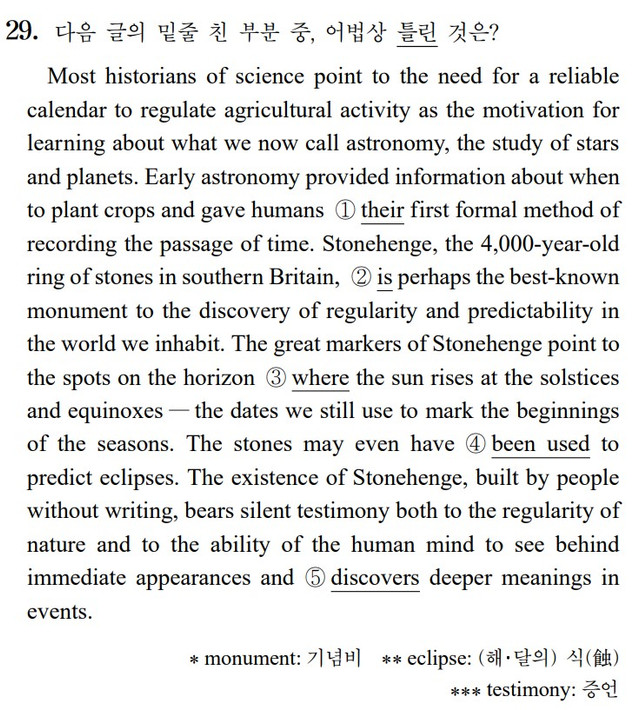 29. 다음 글의 밑줄 친 부분 중, 어법상 틀린 것은?
Most historians of science point to the need for a reliable
calendar to regulate agricultural activity as the motivation for
learning about what we now call astronomy, the study of stars
and planets. Early astronomy provided information about when
to plant crops and gave humans ① their first formal method of
recording the passage of time. Stonehenge, the 4,000-year-old
ring of stones in southern Britain, ② is perhaps the best-known
monument to the discovery of regularity and predictability in
the world we inhabit. The great markers of Stonehenge point to
the spots on the horizon ③ where the sun rises at the solstices
and equinoxes — the dates we still use to mark the beginnings
of the seasons. The stones may even have ④ been used to
predict eclipses. The existence of Stonehenge, built by people
without writing, bears silent testimony both to the regularity of
nature and to the ability of the human mind to see behind
immediate appearances and ⑤ discovers deeper meanings in
events.
* monument: 기념비 ** eclipse: (해·달의) 식(蝕)
*** testimony: 증언